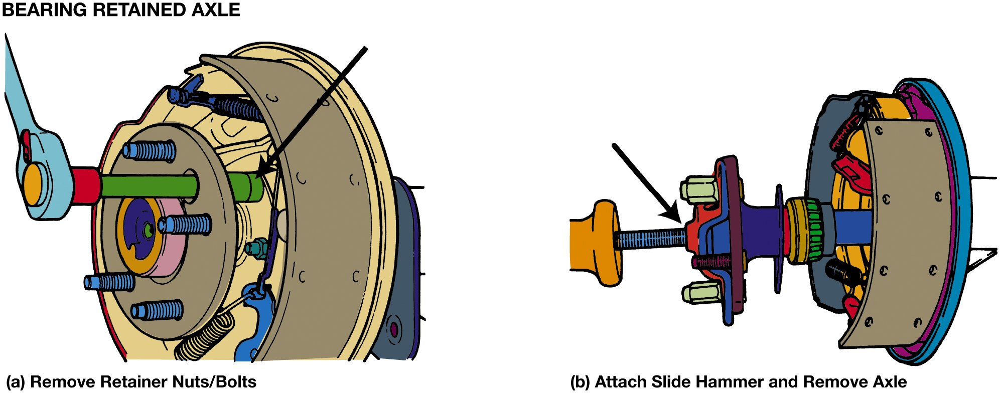 BEARING RETAINED AXLE
(a) Remove Retainer Nuts/Bolts
(b) Attach Slide Hammer and Remove Axle